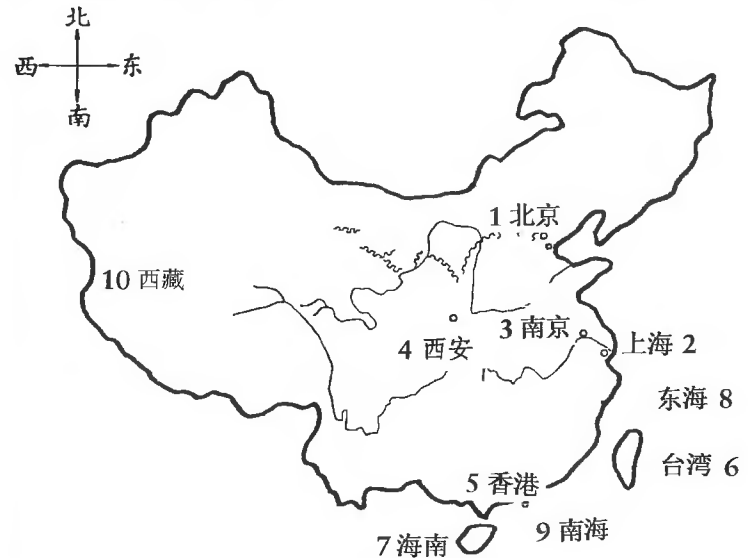 北
西 东
南
1 北京
10 西藏
3 南京
上海 2
4 西安
东海 8
台湾 6
5 香港
9 南海
7 海南